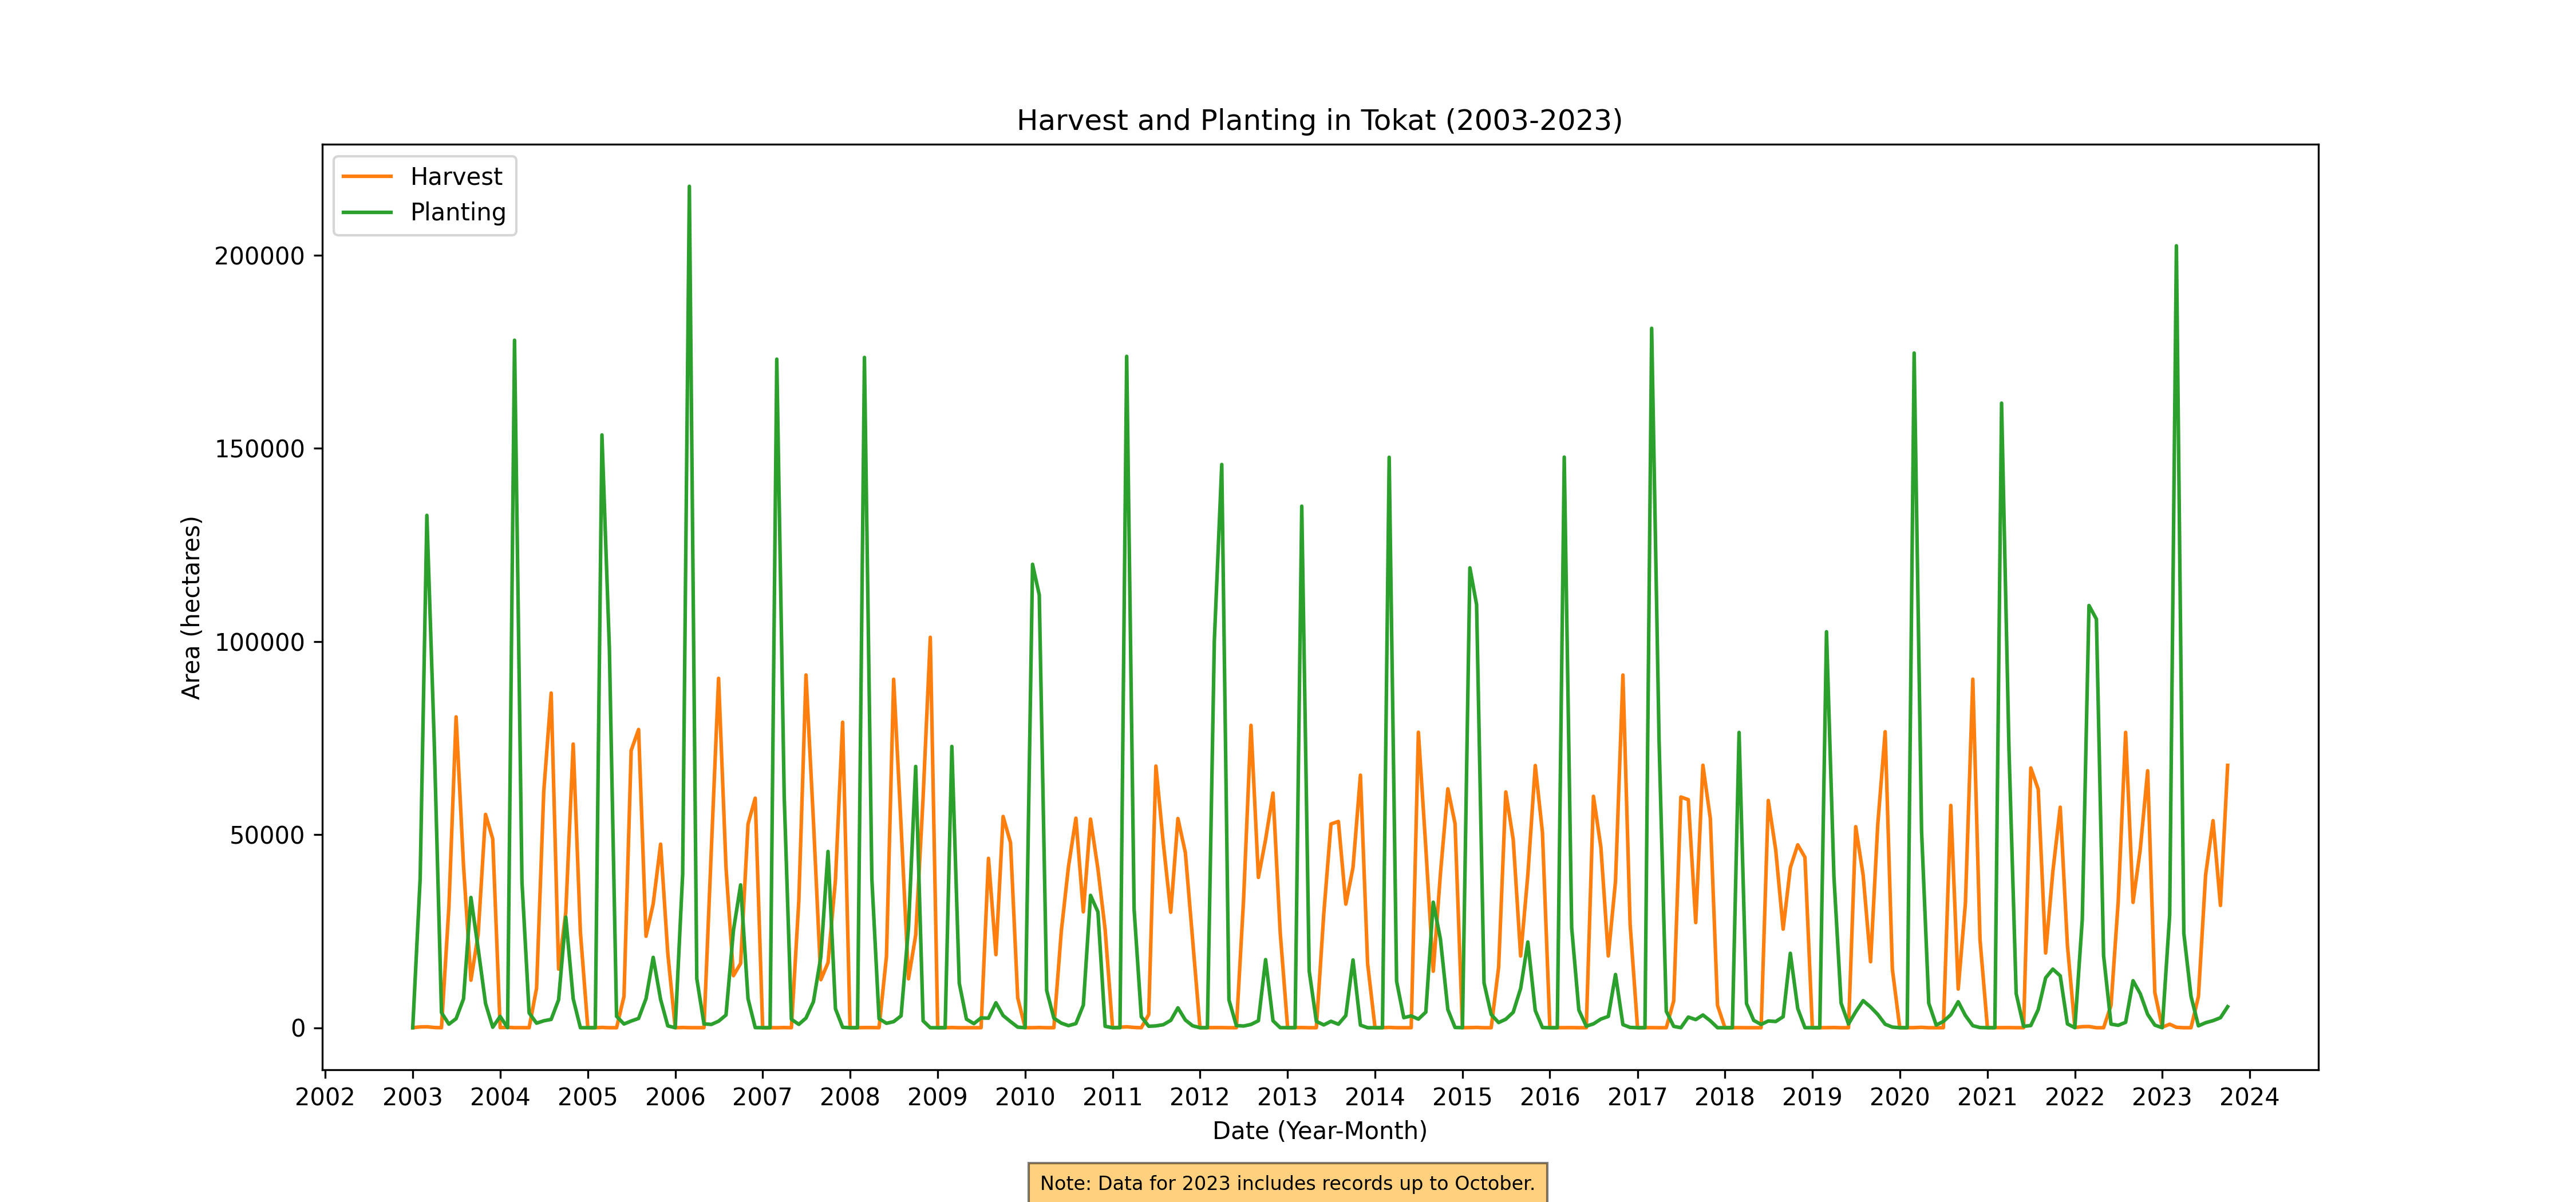 Harvest and Planting in Tokat (2003-2023)
Harvest
Planting
200000
150000
100000
50000
0
Area (hectares)
2002 2003 2004 2005 2006 2007 2008 2009 2010 2011 2012 2013 2014 2015 2016 2017 2018 2019 2020 2021 2022 2023 2024
Date (Year-Month)
Note: Data for 2023 includes records up to October.